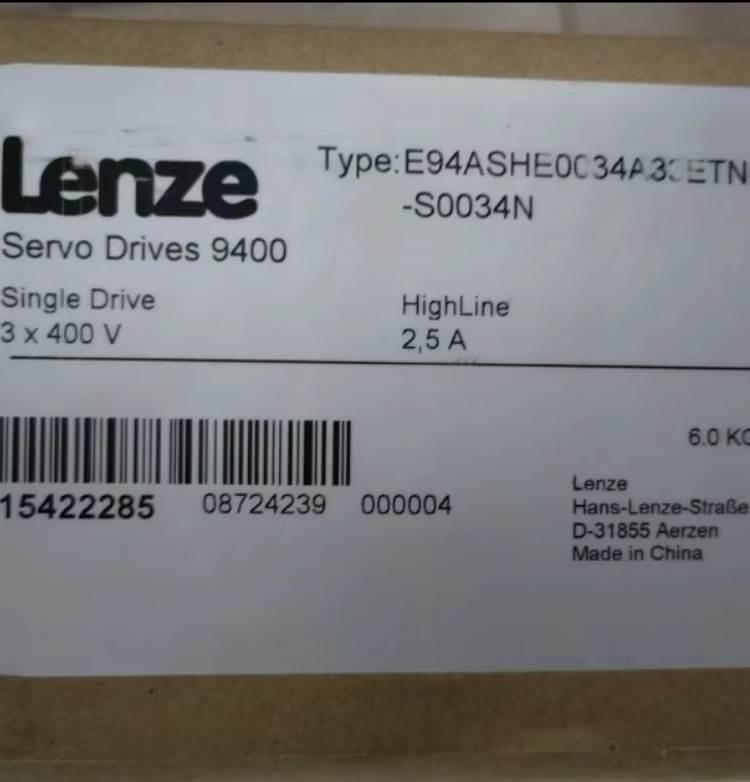 Lenze
Servo Drives 9400
Single Drive
3 x 400 V
Type:
-S0034N
HighLine
2,5 A
15422285 08724239 000004
6.0 KG
Lenze
Hans-Lenze-Straße
D-31855 Aerzen
Made in China